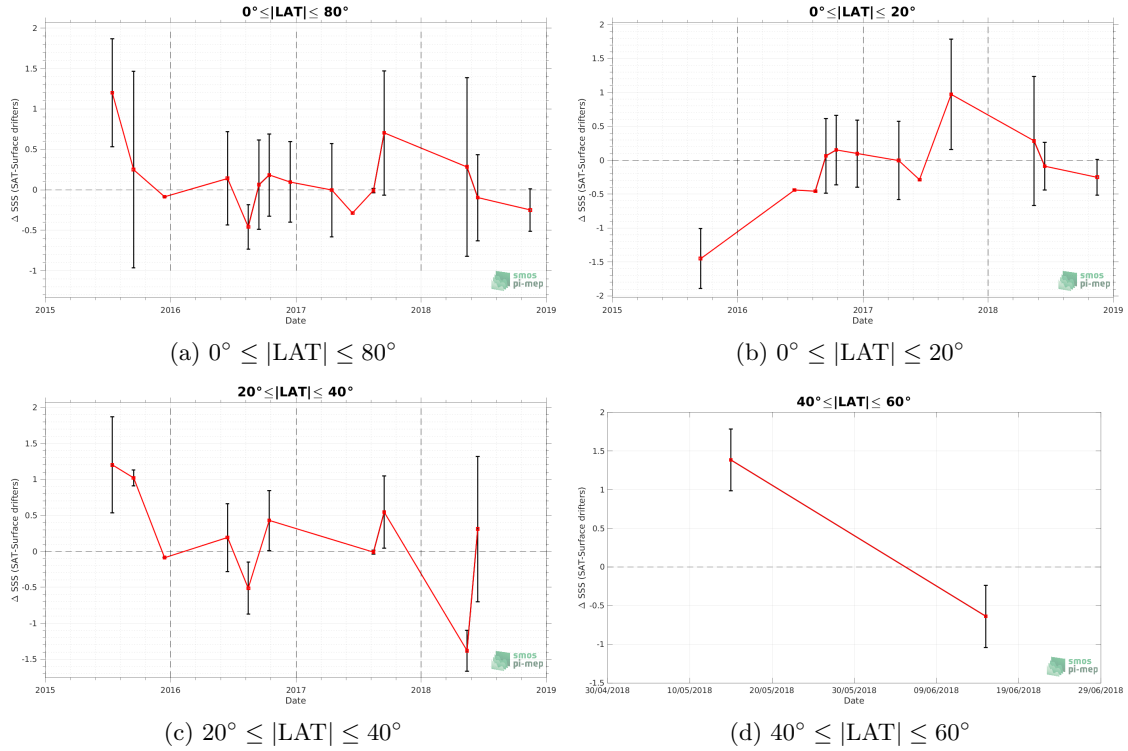 0°≤|LAT|≤ 80°
2
1.5
1
0.5
0
-0.5
-1
Δ SSS (SAT-Surface drifters)
2015
2016
2017
2018
2019
Date
smos
pi-mep
(a) 0° ≤ |LAT| ≤ 80°
0°≤|LAT|≤ 20°
2
1.5
1
0.5
0
-0.5
-1
-1.5
-2
Δ SSS (SAT-Surface drifters)
2015
2016
2017
2018
2019
Date
smos
pi-mep
(b) 0° ≤ |LAT| ≤ 20°
20°≤|LAT|≤ 40°
2
1.5
1
0.5
0
-0.5
-1
-1.5
Δ SSS (SAT-Surface drifters)
2015
2016
2017
2018
2019
Date
smos
pi-mep
(c) 20° ≤ |LAT| ≤ 40°
40°≤|LAT|≤ 60°
2
1.5
1
0.5
0
-0.5
-1
-1.5
Δ SSS (SAT-Surface drifters)
30/04/2018
10/05/2018
20/05/2018
30/05/2018
09/06/2018
19/06/2018
29/06/2018
Date
smos
pi-mep
(d) 40° ≤ |LAT| ≤ 60°